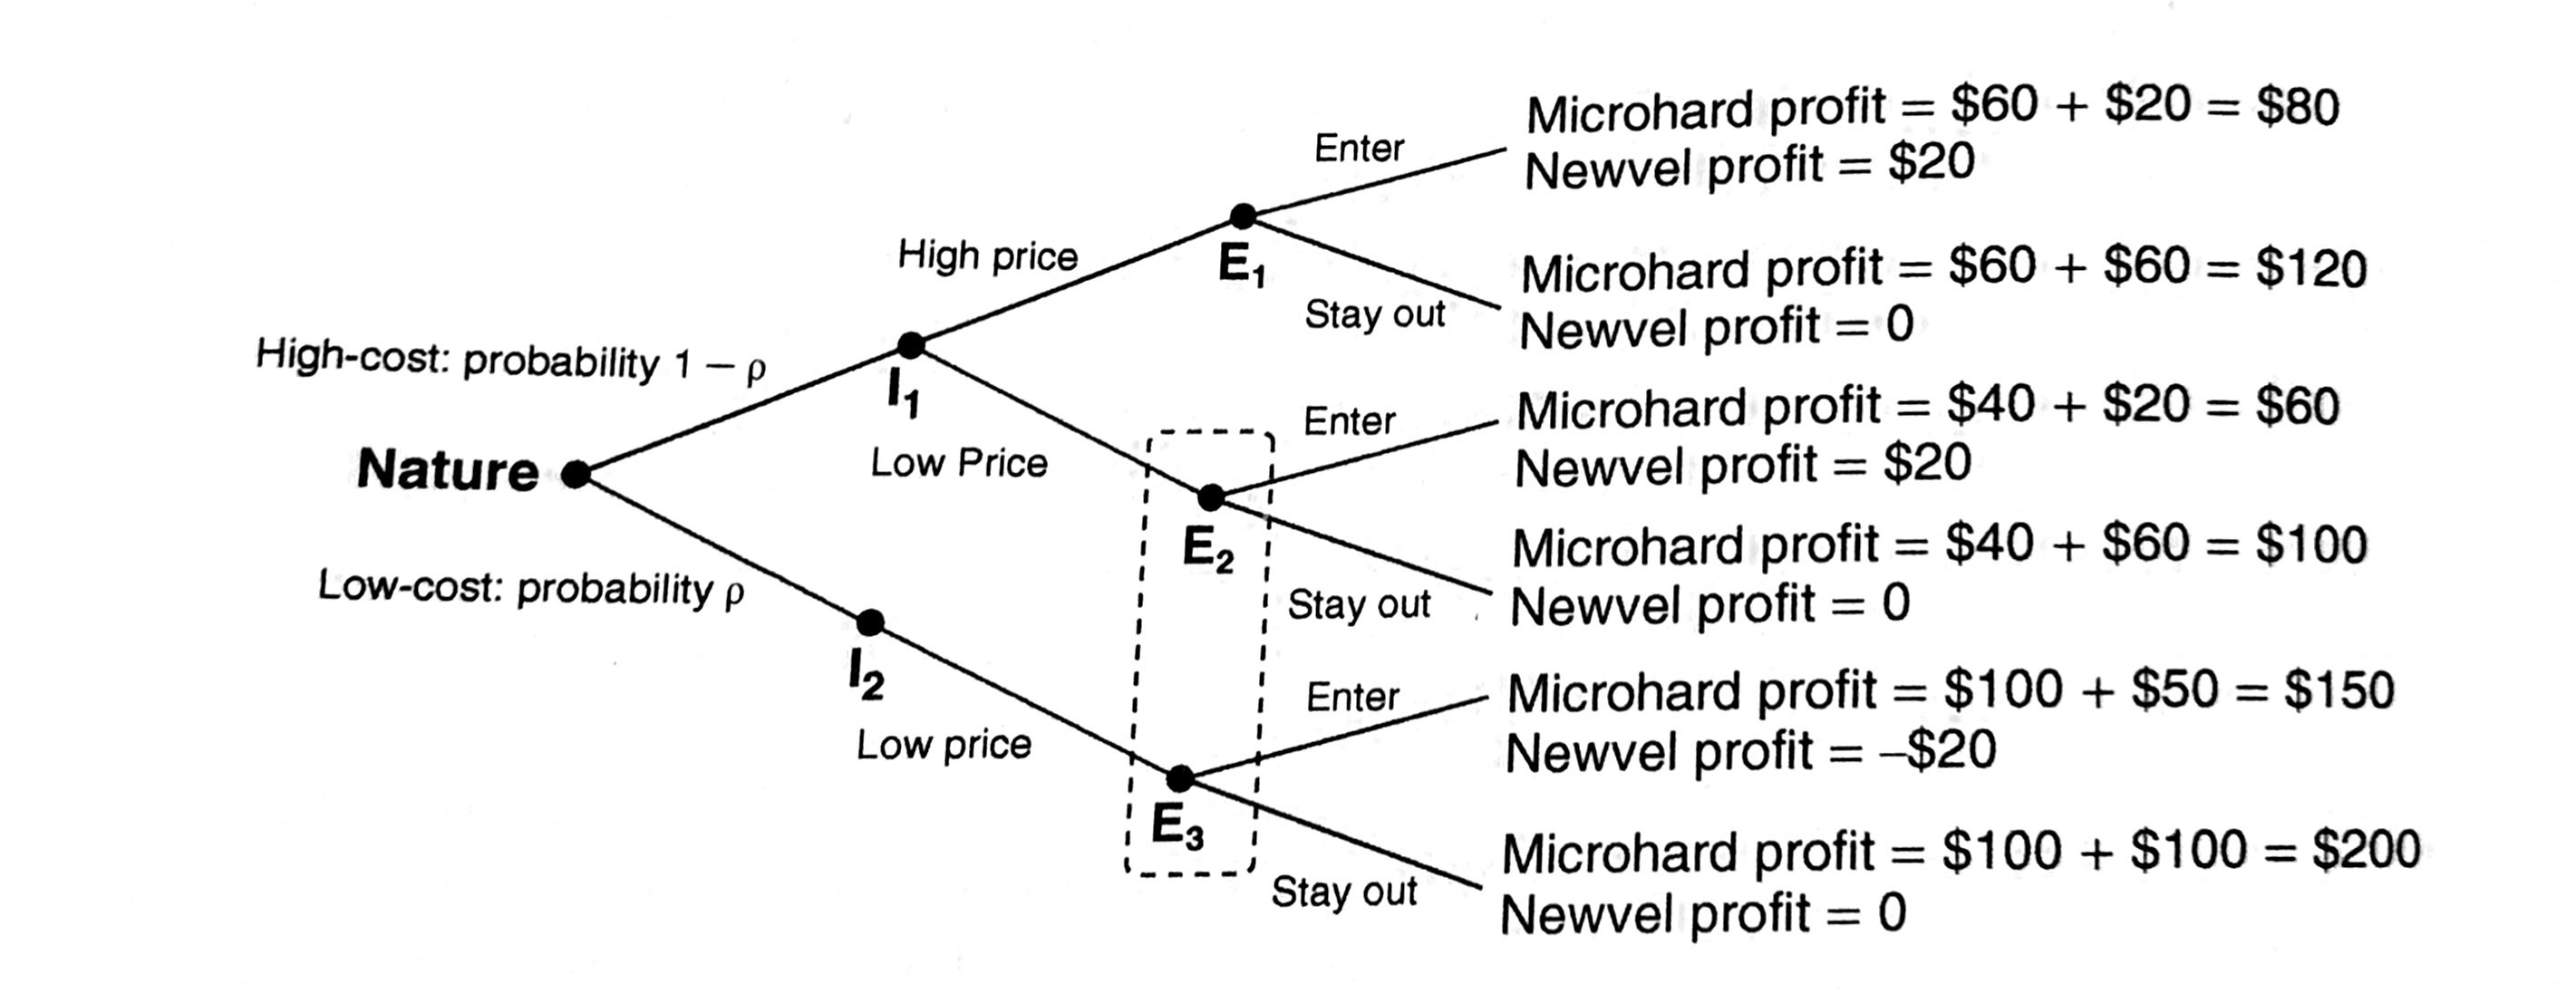 Microhard profit = $60 + $20 = $80
Enter
Newvel profit = $20
High price
E1
Microhard profit = $60 + $60 = $120
Stay out
Newvel profit = 0
High-cost: probability 1 – ρ
I1
Enter
Microhard profit = $40 + $20 = $60
Low Price
Newvel profit = $20
Nature
E2
Microhard profit = $40 + $60 = $100
Stay out
Newvel profit = 0
Low-cost: probability ρ
I2
Enter
Microhard profit = $100 + $50 = $150
Low price
Newvel profit = –$20
E3
Microhard profit = $100 + $100 = $200
Stay out
Newvel profit = 0